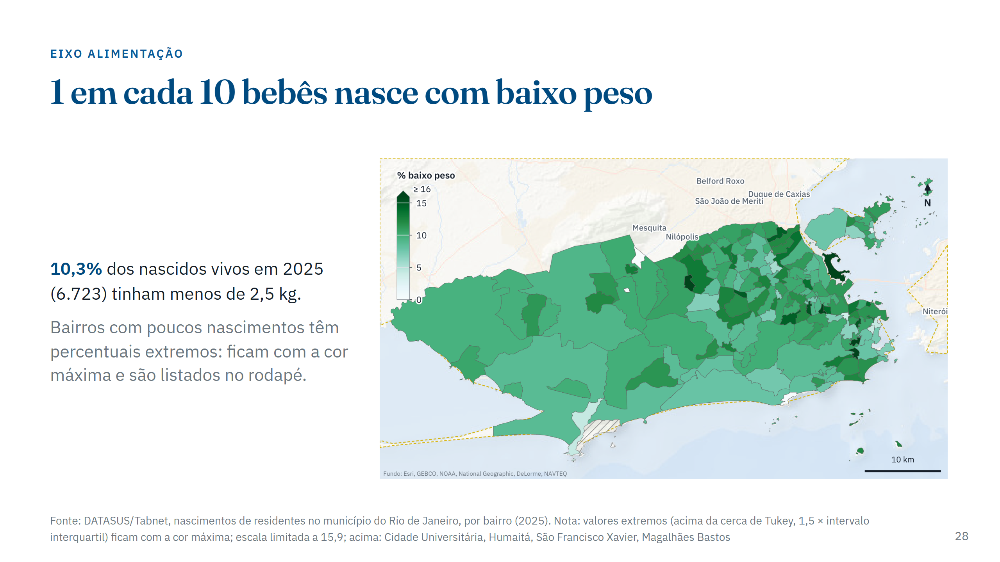 EIXO ALIMENTAÇÃO
1 em cada 10 bebês nasce com baixo peso
10,3% dos nascidos vivos em 2025
(6.723) tinham menos de 2,5 kg.
Bairros com poucos nascimentos têm
percentuais extremos: ficam com a cor
máxima e são listados no rodapé.
% baixo peso
≥ 16
15
10
5
0
Belford Roxo
Duque de Caxias
São João de Meriti
Mesquita
Nilópolis
Niterói
N
10 km
Fundo: Esri, GEBCO, NOAA, National Geographic, DeLorme, NAVTEQ
Fonte: DATASUS/Tabnet, nascimentos de residentes no município do Rio de Janeiro, por bairro (2025). Nota: valores extremos (acima da cerca de Tukey, 1,5 × intervalo
interquartil) ficam com a cor máxima; escala limitada a 15,9; acima: Cidade Universitária, Humaitá, São Francisco Xavier, Magalhães Bastos
28